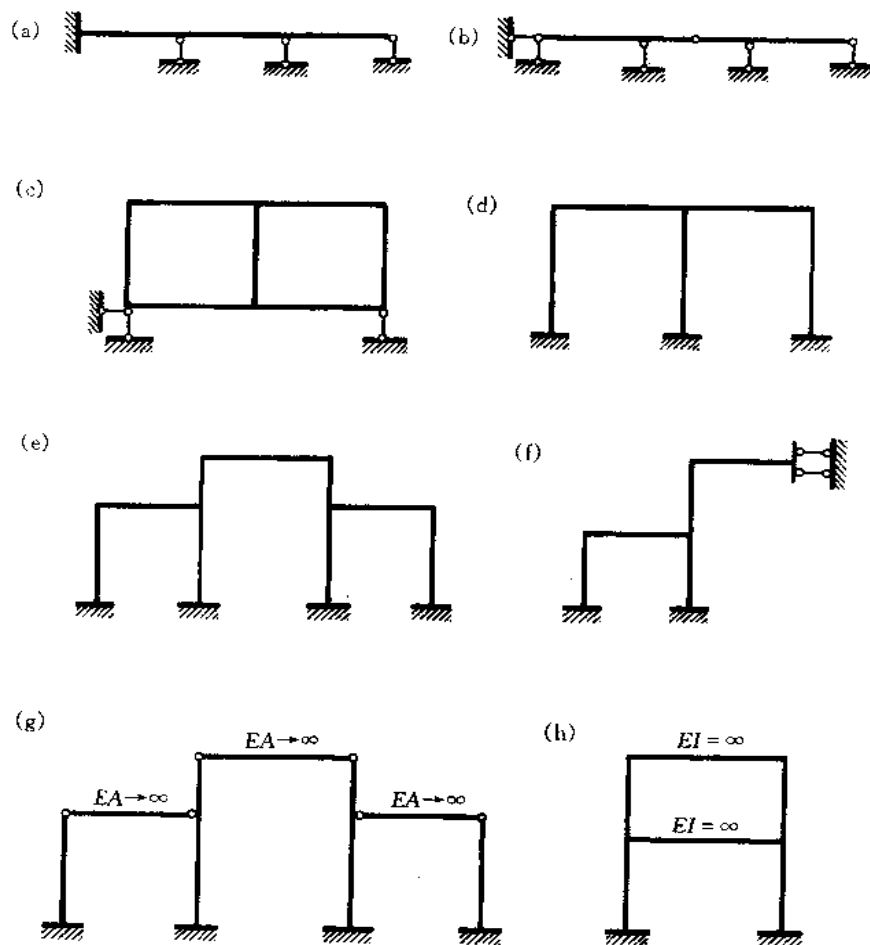 (a)
(b)
(c)
(d)
(e)
(f)
(g)
EA→∞
EA→∞
EA→∞
(h)
EI=∞
EI=∞